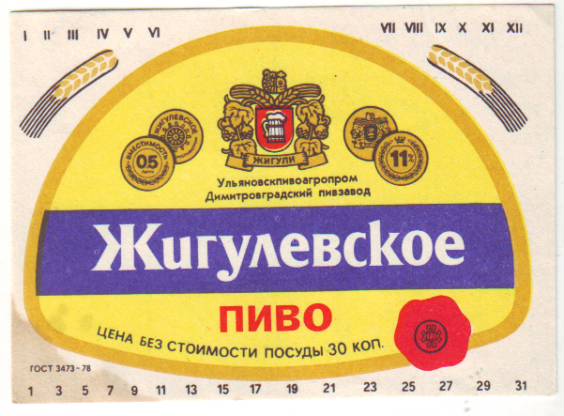 I II III IV V VI VII VIII IX X XI XII
ЖИГУЛЕВСКОЕ
ВМЕСТИМОСТЬ
05
11%
ЖИГУЛИ
Ульяновскпивоагропром
Димитровградский пивзавод
Жигулевское
ПИВО
ЦЕНА БЕЗ СТОИМОСТИ ПОСУДЫ 30 КОП.
ГОСТ 3473-78
1 3 5 7 9 11 13 15 17 19 21 23 25 27 29 31